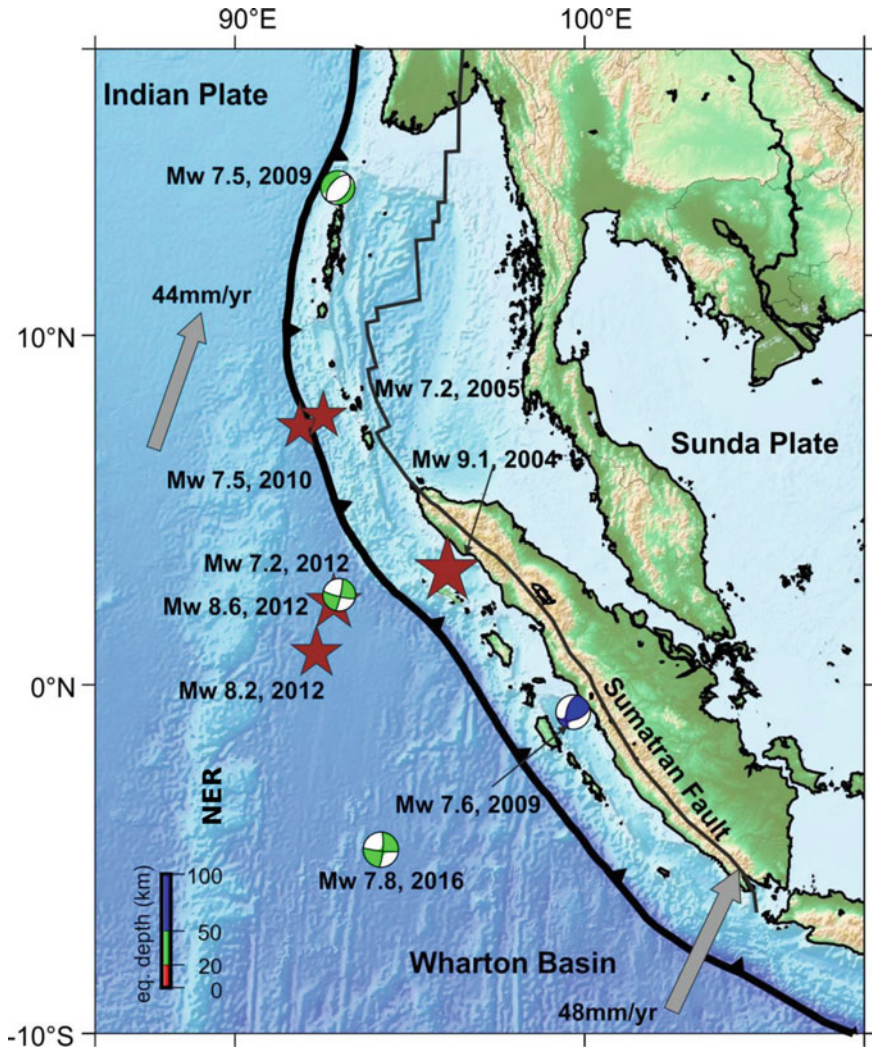 90°E
100°E
Indian Plate
Mw 7.5, 2009
44mm/yr
10°N
Mw 7.2, 2005
Sunda Plate
Mw 9.1, 2004
Mw 7.5, 2010
Mw 7.2, 2012
Mw 8.6, 2012
Mw 8.2, 2012
0°N
Sumatran Fault
NER
Mw 7.6, 2009
Mw 7.8, 2016
eq. depth (km)
100
50
20
0
Wharton Basin
48mm/yr
-10°S